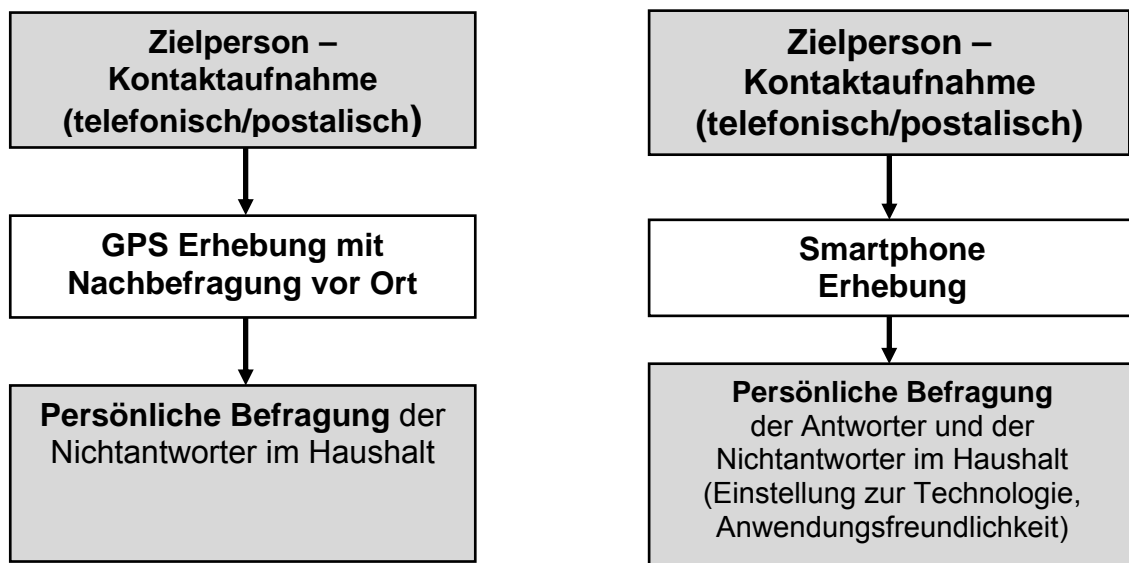 Zielperson –
Kontaktaufnahme
(telefonisch/postalisch)
GPS Erhebung mit
Nachbefragung vor Ort
Persönliche Befragung der
Nichtantworter im Haushalt
Zielperson –
Kontaktaufnahme
(telefonisch/postalisch)
Smartphone
Erhebung
Persönliche Befragung
der Antworter und der
Nichtantworter im Haushalt
(Einstellung zur Technologie,
Anwendungsfreundlichkeit)